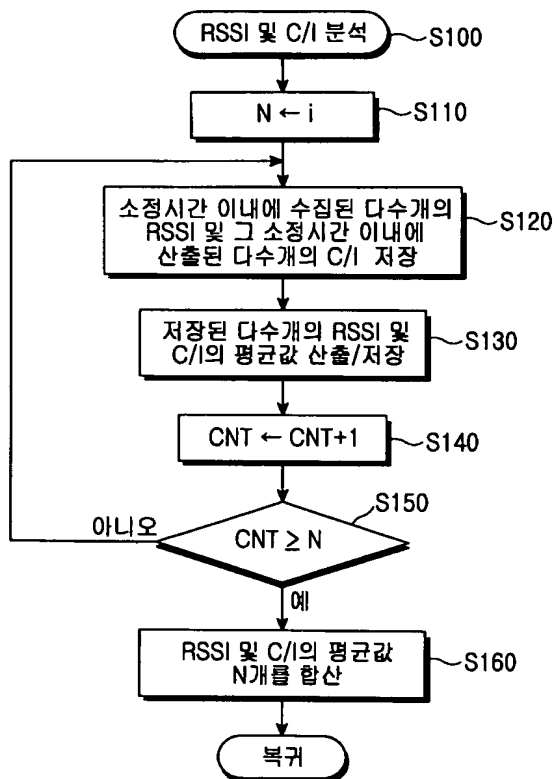 RSSI 및 C/I 분석
S100
N ← i
S110
소정시간 이내에 수집된 다수개의
RSSI 및 그 소정시간 이내에
산출된 다수개의 C/I 저장
S120
저장된 다수개의 RSSI 및
C/I의 평균값 산출/저장
S130
CNT ← CNT+1
S140
S150
아니오
CNT ≥ N
예
RSSI 및 C/I의 평균값
N개를 합산
S160
복귀